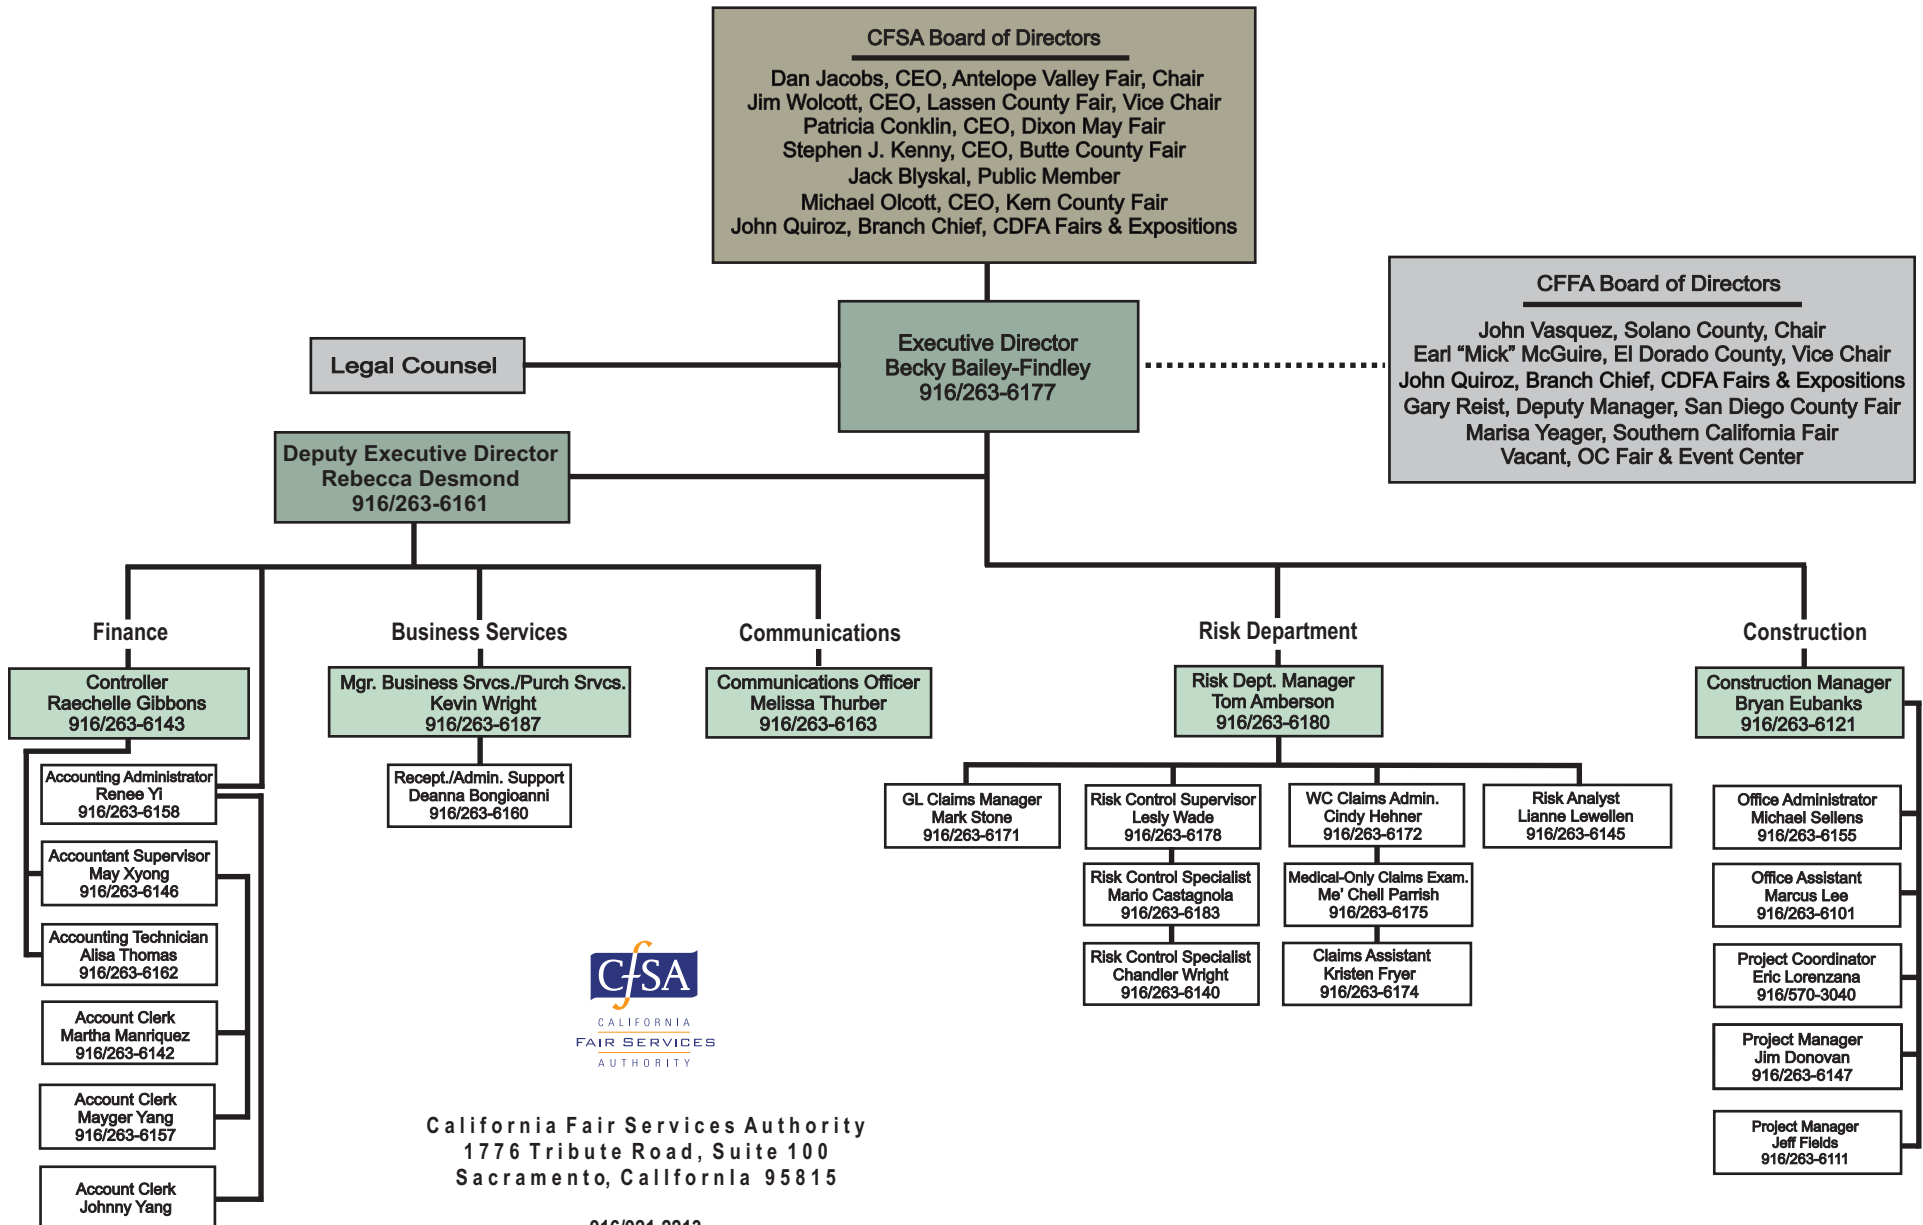 CFSA Board of Directors
Dan Jacobs, CEO, Antelope Valley Fair, Chair
Jim Wolcott, CEO, Lassen County Fair, Vice Chair
Patricia Conklin, CEO, Dixon May Fair
Stephen J. Kenny, CEO, Butte County Fair
Jack Blyskal, Public Member
Michael Olcott, CEO, Kern County Fair
John Quiroz, Branch Chief, CDFA Fairs & Expositions
CFFA Board of Directors
John Vasquez, Solano County, Chair
Earl “Mick” McGuire, El Dorado County, Vice Chair
John Quiroz, Branch Chief, CDFA Fairs & Expositions
Gary Reist, Deputy Manager, San Diego County Fair
Marisa Yeager, Southern California Fair
Vacant, OC Fair & Event Center
Legal Counsel
Executive Director
Becky Bailey-Findley
916/263-6177
Deputy Executive Director
Rebecca Desmond
916/263-6161
Finance
Controller
Raechelle Gibbons
916/263-6143
Accounting Administrator
Renee Yi
916/263-6158
Accountant Supervisor
May Xyong
916/263-6146
Accounting Technician
Alisa Thomas
916/263-6162
Account Clerk
Martha Manriquez
916/263-6142
Account Clerk
Mayger Yang
916/263-6157
Account Clerk
Johnny Yang
Business Services
Mgr. Business Srvcs./Purch Srvcs.
Kevin Wright
916/263-6187
Recept./Admin. Support
Deanna Bongioanni
916/263-6160
Communications
Communications Officer
Melissa Thurber
916/263-6163
Risk Department
Risk Dept. Manager
Tom Amberson
916/263-6180
GL Claims Manager
Mark Stone
916/263-6171
Risk Control Supervisor
Lesly Wade
916/263-6178
Risk Control Specialist
Mario Castagnola
916/263-6183
Risk Control Specialist
Chandler Wright
916/263-6140
WC Claims Admin.
Cindy Hehner
916/263-6172
Medical-Only Claims Exam.
Me’ Chell Parrish
916/263-6175
Claims Assistant
Kristen Fryer
916/263-6174
Risk Analyst
Lianne Lewellen
916/263-6145
Construction
Construction Manager
Bryan Eubanks
916/263-6121
Office Administrator
Michael Sellens
916/263-6155
Office Assistant
Marcus Lee
916/263-6101
Project Coordinator
Eric Lorenzana
916/570-3040
Project Manager
Jim Donovan
916/263-6147
Project Manager
Jeff Fields
916/263-6111
CFSA
CALIFORNIA
FAIR SERVICES
AUTHORITY
California Fair Services Authority
1776 Tribute Road, Suite 100
Sacramento, California 95815